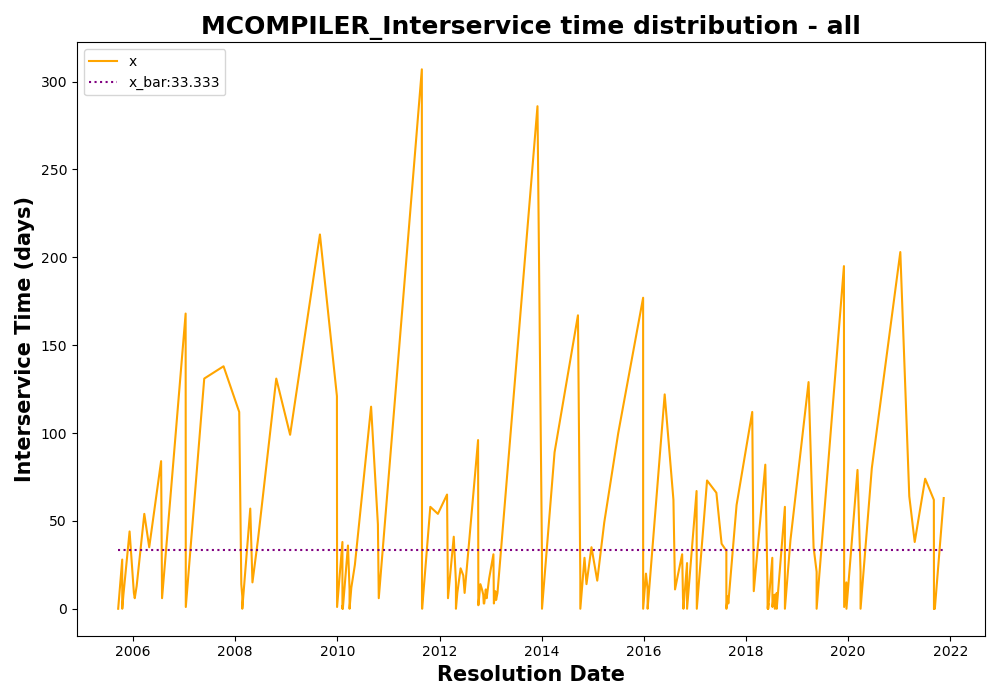 MCOMPILER_Interservice time distribution - all
x
x_bar:33.333
Interservice Time (days)
300
250
200
150
100
50
0
2006 2008 2010 2012 2014 2016 2018 2020 2022
Resolution Date